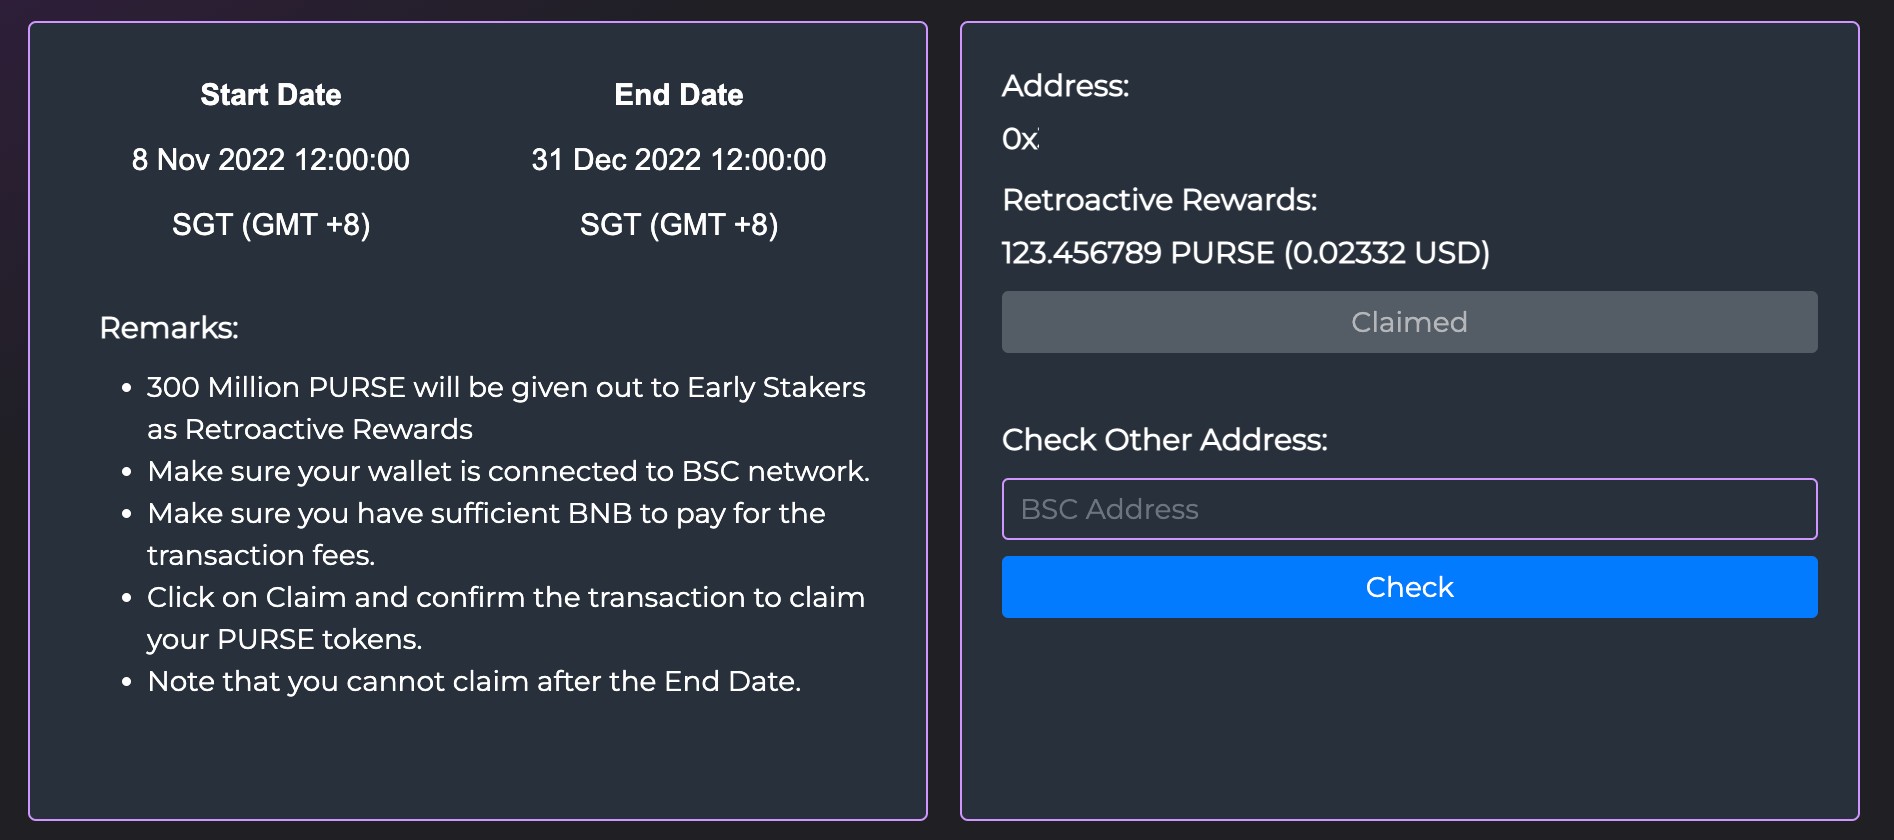 Start Date
8 Nov 2022 12:00:00
SGT (GMT +8)
End Date
31 Dec 2022 12:00:00
SGT (GMT +8)
Remarks:
• 300 Million PURSE will be given out to Early Stakers
as Retroactive Rewards
• Make sure your wallet is connected to BSC network.
• Make sure you have sufficient BNB to pay for the
transaction fees.
• Click on Claim and confirm the transaction to claim
your PURSE tokens.
• Note that you cannot claim after the End Date.
Address:
0x
Retroactive Rewards:
123.456789 PURSE (0.02332 USD)
Claimed
Check Other Address:
BSC Address
Check